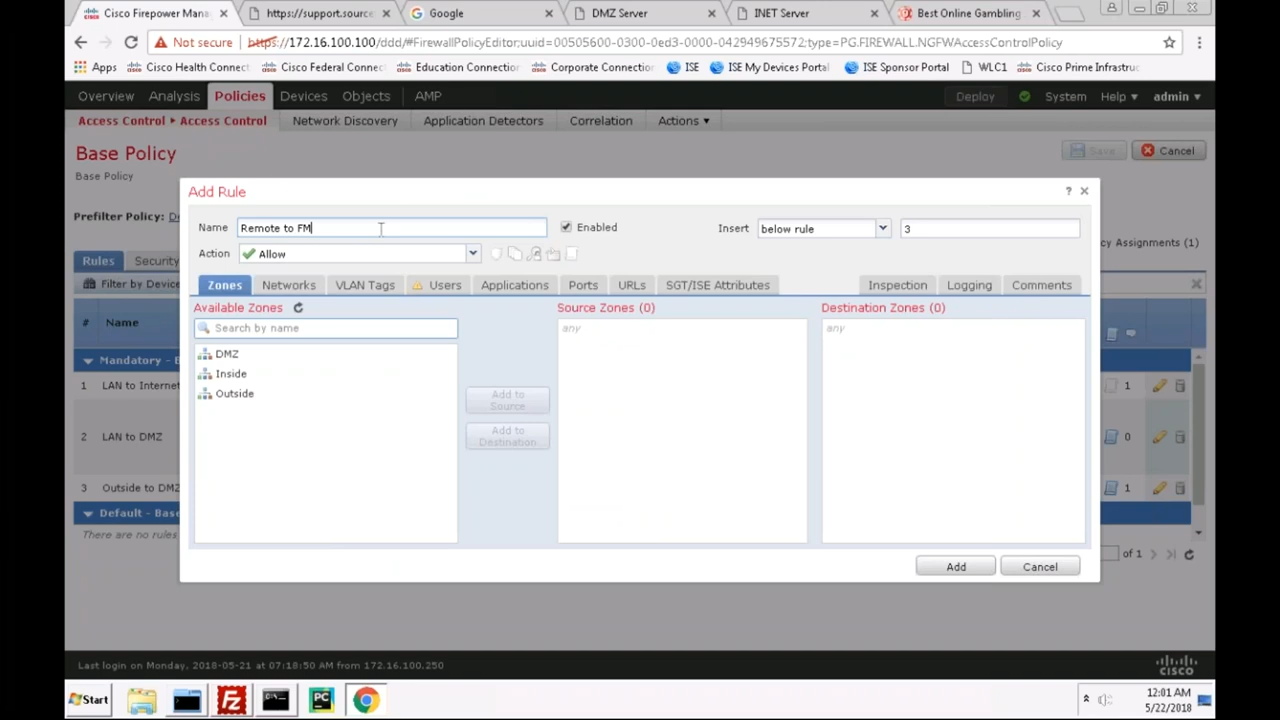 Cisco Firepower Mana
https://support.source
Google
DMZ Server
INET Server
Best Online Gambling
Not secure
https://172.16.100.100/ddd/#FirewallPolicyEditor;uuid=00505600-0300-0ed3-0000-042949675572;type=PG.FIREWALL.NGFWAccessControlPolicy
Apps
Cisco Health Connect
Cisco Federal Connec
Education Connection
Corporate Connection
ISE
ISE My Devices Portal
ISE Sponsor Portal
WLC1
Cisco Prime Infrastruc
Overview Analysis Policies Devices Objects AMP Deploy System Help admin
Access Control Access Control Network Discovery Application Detectors Correlation Actions
Base Policy
Save Cancel
Base Policy
Prefilter Policy: De
cy Assignments (1)
Add Rule
?
Name Remote to FM Enabled Insert below rule 3
Action Allow
Rules Security
Filter by Device
Zones Networks VLAN Tags Users Applications Ports URLs SGT/ISE Attributes Inspection Logging Comments
Available Zones Source Zones (0) Destination Zones (0)
Search by name any any
# Name
DMZ
Inside
Outside
Add to
Source
Add to
Destination
Mandatory - B
1 LAN to Internet 1
2 LAN to DMZ 0
3 Outside to DMZ 1
Default - Base
There are no rules
of 1
Add Cancel
Last login on Monday, 2018-05-21 at 07:18:50 AM from 172.16.100.250
CISCO
Start
FZ
PC
12:01 AM
5/22/2018